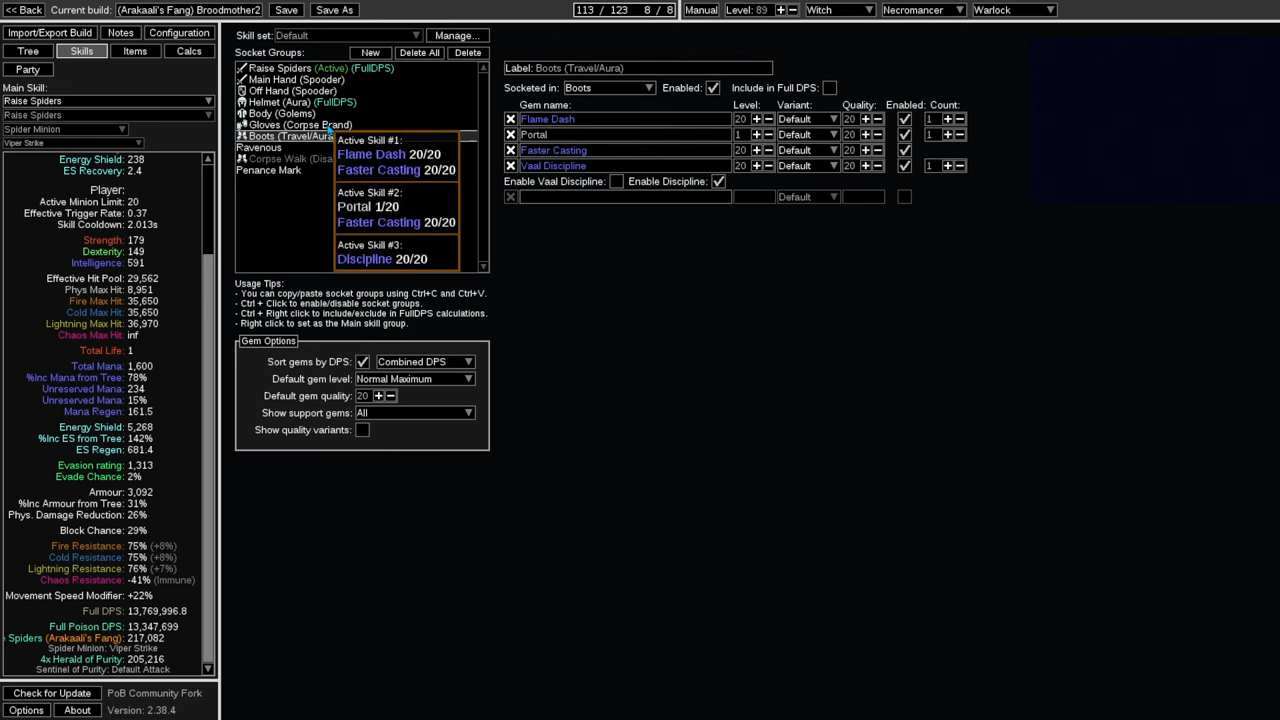 << Back Current build: (Arakaali's Fang) Broodmother2 Save Save As 113 / 123 8 / 8 Manual Level: 89 + − Witch Necromancer Warlock
Import/Export Build Notes Configuration
Tree Skills Items Calcs
Party
Main Skill:
Raise Spiders
Raise Spiders
Spider Minion
Viper Strike
Energy Shield: 238
ES Recovery: 2.4
Player:
Active Minion Limit: 20
Effective Trigger Rate: 0.37
Skill Cooldown: 2.013s
Strength: 179
Dexterity: 149
Intelligence: 591
Effective Hit Pool: 29,562
Phys Max Hit: 8,951
Fire Max Hit: 35,650
Cold Max Hit: 35,650
Lightning Max Hit: 36,970
Chaos Max Hit: inf
Total Life: 1
Total Mana: 1,600
%Inc Mana from Tree: 78%
Unreserved Mana: 234
Unreserved Mana: 15%
Mana Regen: 161.5
Energy Shield: 5,268
%Inc ES from Tree: 142%
ES Regen: 681.4
Evasion rating: 1,313
Evade Chance: 2%
Armour: 3,092
%Inc Armour from Tree: 31%
Phys. Damage Reduction: 26%
Block Chance: 29%
Fire Resistance: 75% (+8%)
Cold Resistance: 75% (+8%)
Lightning Resistance: 76% (+7%)
Chaos Resistance: -41% (Immune)
Movement Speed Modifier: +22%
Full DPS: 13,769,996.8
Full Poison DPS: 13,347,699
Spiders (Arakaali's Fang): 217,082
Spider Minion: Viper Strike
4x Herald of Purity: 205,216
Sentinel of Purity: Default Attack
Check for Update PoB Community Fork
Options About Version: 2.38.4
Skill set: Default Manage...
Socket Groups: New Delete All Delete
Raise Spiders (Active) (FullDPS)
Main Hand (Spooder)
Off Hand (Spooder)
Helmet (Aura) (FullDPS)
Body (Golems)
Gloves (Corpse Brand)
Boots (Travel/Aura
Ravenous
Corpse Walk (Disa
Penance Mark
Active Skill #1:
Flame Dash 20/20
Faster Casting 20/20
Active Skill #2:
Portal 1/20
Faster Casting 20/20
Active Skill #3:
Discipline 20/20
Usage Tips:
- You can copy/paste socket groups using Ctrl+C and Ctrl+V.
- Ctrl + Click to enable/disable socket groups.
- Ctrl + Right click to include/exclude in FullDPS calculations.
- Right click to set as the Main skill group.
Gem Options
Sort gems by DPS: Combined DPS
Default gem level: Normal Maximum
Default gem quality: 20 + −
Show support gems: All
Show quality variants:
Label: Boots (Travel/Aura)
Socketed in: Boots Enabled: Include in Full DPS:
Gem name: Level: Variant: Quality: Enabled: Count:
Flame Dash 20 + − Default 20 + − 1 + −
Portal 1 + − Default 20 + − 1 + −
Faster Casting 20 + − Default 20 + −
Vaal Discipline 20 + − Default 20 + − 1 + −
Enable Vaal Discipline: Enable Discipline:
Default